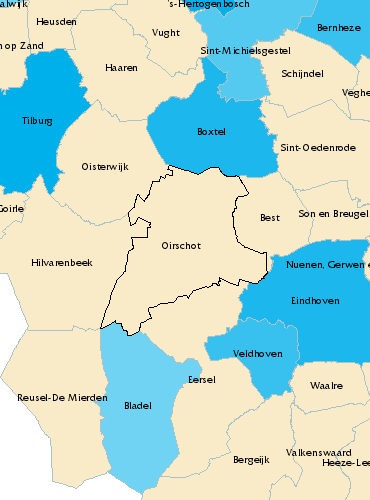 alwijk
's-Hertogenbosch
Heusden
Bernheze
Vught
n op Zand
Sint-Michielsgestel
Haaren
Schijndel
Veghe
Tilburg
Boxtel
Sint-Oedenrode
Oisterwijk
Goirle
Best
Son en Breugel
Oirschot
Hilvarenbeek
Nuenen, Gerwen e
Eindhoven
Veldhoven
Eersel
Waalre
Reusel-De Mierden
Bladel
Valkenswaard
Bergeijk
Heeze-Lee